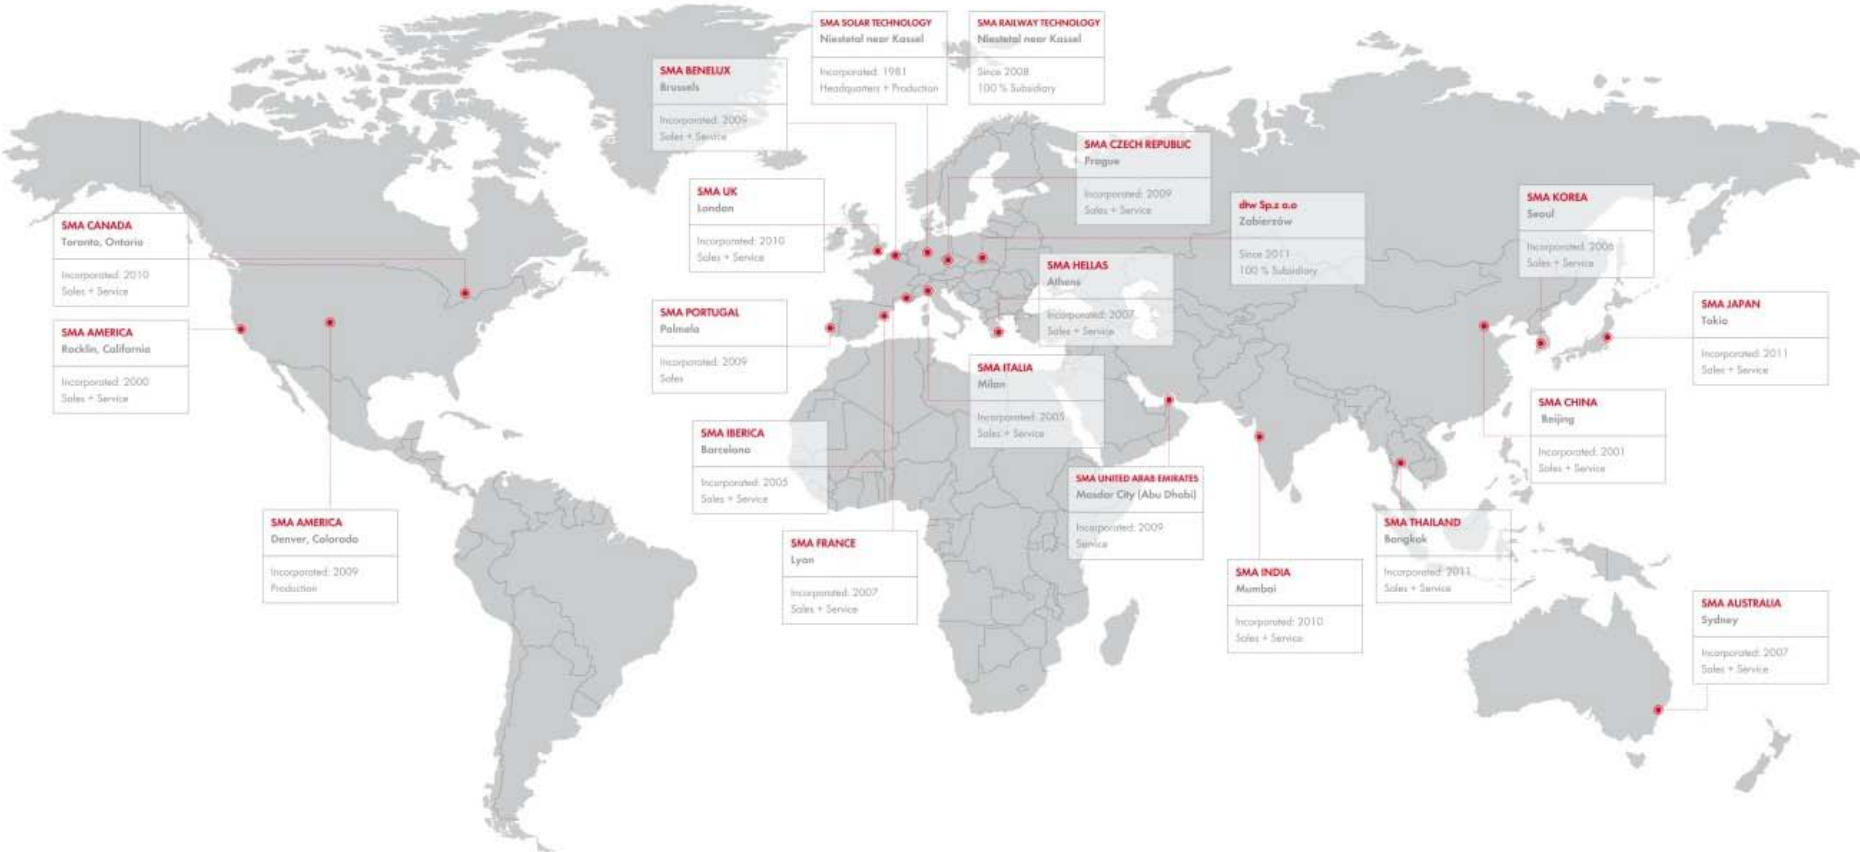 SMA SOLAR TECHNOLOGY
Niestetal near Kassel
Incorporated: 1981
Headquarters + Production
SMA RAILWAY TECHNOLOGY
Niestetal near Kassel
Since 2008
100 % Subsidiary
SMA BENELUX
Brussels
Incorporated: 2009
Sales + Service
SMA CZECH REPUBLIC
Prague
Incorporated: 2009
Sales + Service
SMA UK
London
Incorporated: 2010
Sales + Service
dtw Sp.z o.o
Zabierzów
Since 2011
100 % Subsidiary
SMA KOREA
Seoul
Incorporated: 2006
Sales + Service
SMA CANADA
Toronto, Ontario
Incorporated: 2010
Sales + Service
SMA HELLAS
Athens
Incorporated: 2007
Sales + Service
SMA JAPAN
Tokio
Incorporated: 2011
Sales + Service
SMA PORTUGAL
Palmela
Incorporated: 2009
Sales
SMA AMERICA
Rocklin, California
Incorporated: 2000
Sales + Service
SMA ITALIA
Milan
Incorporated: 2005
Sales + Service
SMA CHINA
Beijing
Incorporated: 2001
Sales + Service
SMA IBERICA
Barcelona
Incorporated: 2005
Sales + Service
SMA UNITED ARAB EMIRATES
Masdar City (Abu Dhabi)
Incorporated: 2009
Service
SMA AMERICA
Denver, Colorado
Incorporated: 2009
Production
SMA FRANCE
Lyon
Incorporated: 2007
Sales + Service
SMA THAILAND
Bangkok
Incorporated: 2011
Sales + Service
SMA INDIA
Mumbai
Incorporated: 2010
Sales + Service
SMA AUSTRALIA
Sydney
Incorporated: 2007
Sales + Service